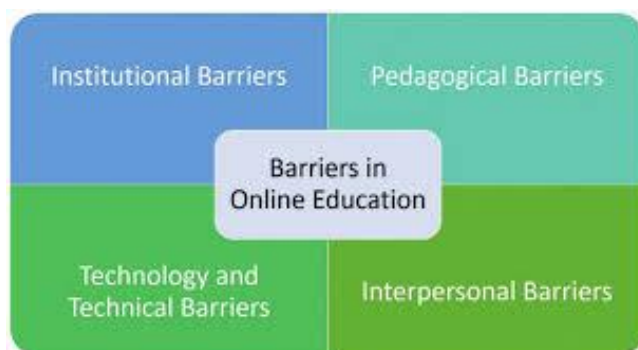 Institutional Barriers
Pedagogical Barriers
Barriers in
Online Education
Technology and
Technical Barriers
Interpersonal Barriers